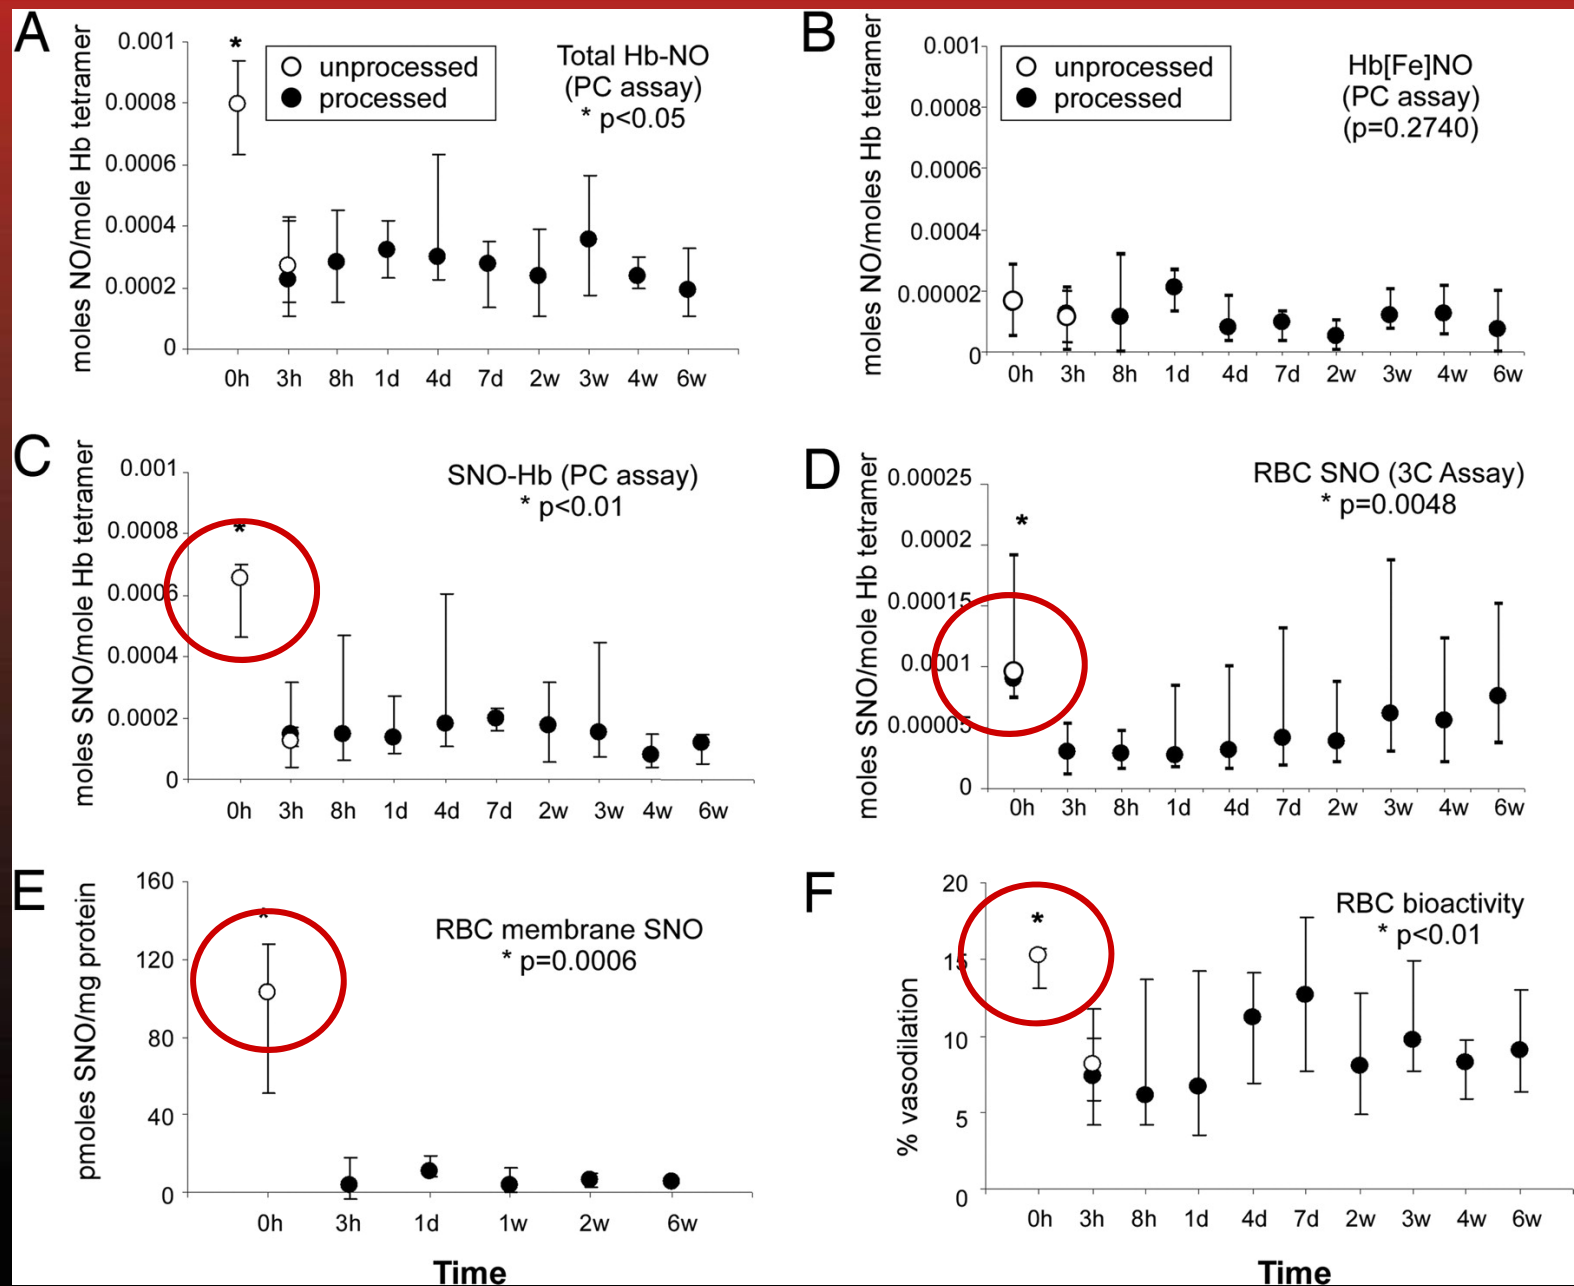 A
moles NO/mole Hb tetramer
0.001
0.0008
0.0006
0.0004
0.0002
0
*
unprocessed
processed
Total Hb-NO
(PC assay)
* p<0.05
0h 3h 8h 1d 4d 7d 2w 3w 4w 6w
B
moles NO/moles Hb tetramer
0.001
0.0008
0.0006
0.0004
0.00002
0
unprocessed
processed
Hb[Fe]NO
(PC assay)
(p=0.2740)
0h 3h 8h 1d 4d 7d 2w 3w 4w 6w
C
moles SNO/mole Hb tetramer
0.001
0.0008
0.0006
0.0004
0.0002
0
*
SNO-Hb (PC assay)
* p<0.01
0h 3h 8h 1d 4d 7d 2w 3w 4w 6w
D
moles SNO/mole Hb tetramer
0.00025
0.0002
0.00015
0.0001
0.00005
0
*
RBC SNO (3C Assay)
* p=0.0048
0h 3h 8h 1d 4d 7d 2w 3w 4w 6w
E
pmoles SNO/mg protein
160
120
80
40
0
*
RBC membrane SNO
* p=0.0006
0h 3h 1d 1w 2w 6w
Time
F
% vasodilation
20
15
10
5
0
*
RBC bioactivity
* p<0.01
0h 3h 8h 1d 4d 7d 2w 3w 4w 6w
Time